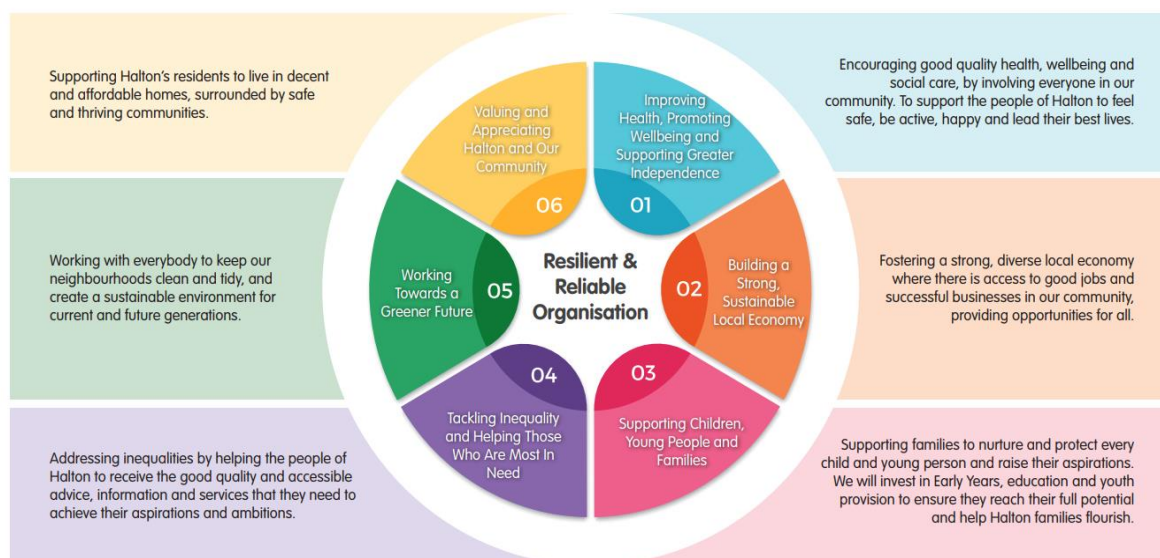 Supporting Halton's residents to live in decent
and affordable homes, surrounded by safe
and thriving communities.
Valuing and
Appreciating
Halton and Our
Community
06
Improving
Health, Promoting
Wellbeing and
Supporting Greater
Independence
01
Encouraging good quality health, wellbeing and
social care, by involving everyone in our
community. To support the people of Halton to feel
safe, be active, happy and lead their best lives.
Working with everybody to keep our
neighbourhoods clean and tidy, and
create a sustainable environment for
current and future generations.
Working
Towards a
Greener Future
05
Resilient &
Reliable
Organisation
02
Building a
Strong,
Sustainable
Local Economy
Fostering a strong, diverse local economy
where there is access to good jobs and
successful businesses in our community,
providing opportunities for all.
Addressing inequalities by helping the people of
Halton to receive the good quality and accessible
advice, information and services that they need to
achieve their aspirations and ambitions.
04
Tackling Inequality
and Helping Those
Who Are Most In
Need
03
Supporting Children,
Young People and
Families
Supporting families to nurture and protect every
child and young person and raise their aspirations.
We will invest in Early Years, education and youth
provision to ensure they reach their full potential
and help Halton families flourish.